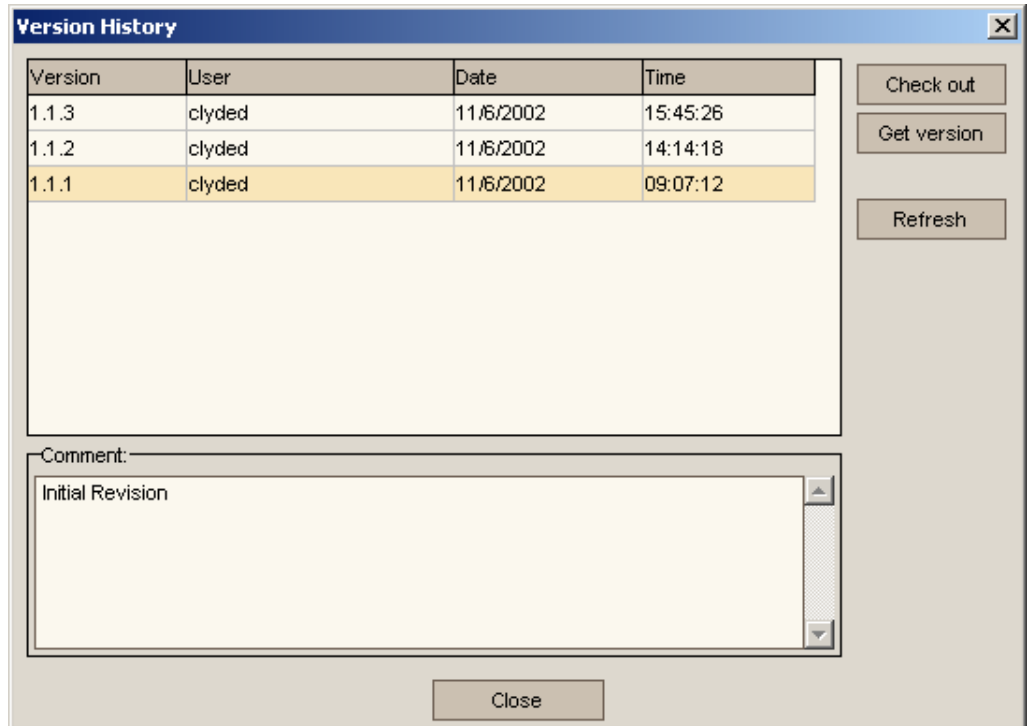 Version History
Version User Date Time
1.1.3 clyded 11/6/2002 15:45:26
1.1.2 clyded 11/6/2002 14:14:18
1.1.1 clyded 11/6/2002 09:07:12
Check out
Get version
Refresh
Comment:
Initial Revision
Close